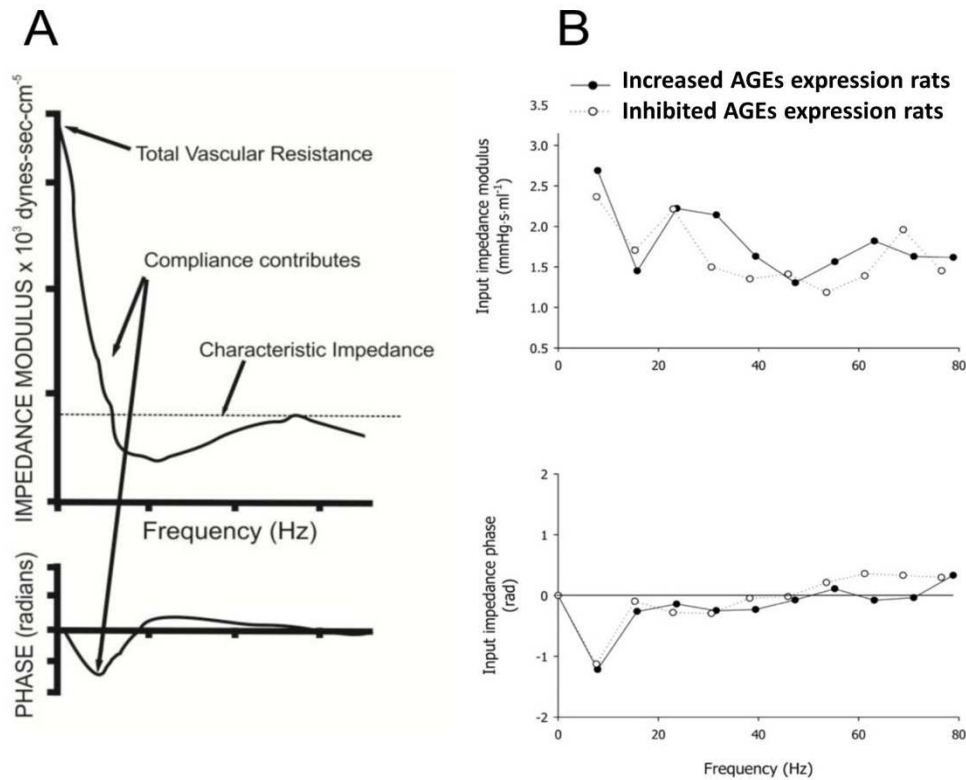 A
IMPEDANCE MODULUS x 10³ dynes-sec-cm⁻⁵
Total Vascular Resistance
Compliance contributes
Characteristic Impedance
Frequency (Hz)
PHASE (radians)
B
Increased AGEs expression rats
Inhibited AGEs expression rats
Input impedance modulus
(mmHg·s·ml⁻¹)
3.5
3.0
2.5
2.0
1.5
1.0
0.5
0 20 40 60 80
Input impedance phase
(rad)
2
1
0
-1
-2
0 20 40 60 80
Frequency (Hz)